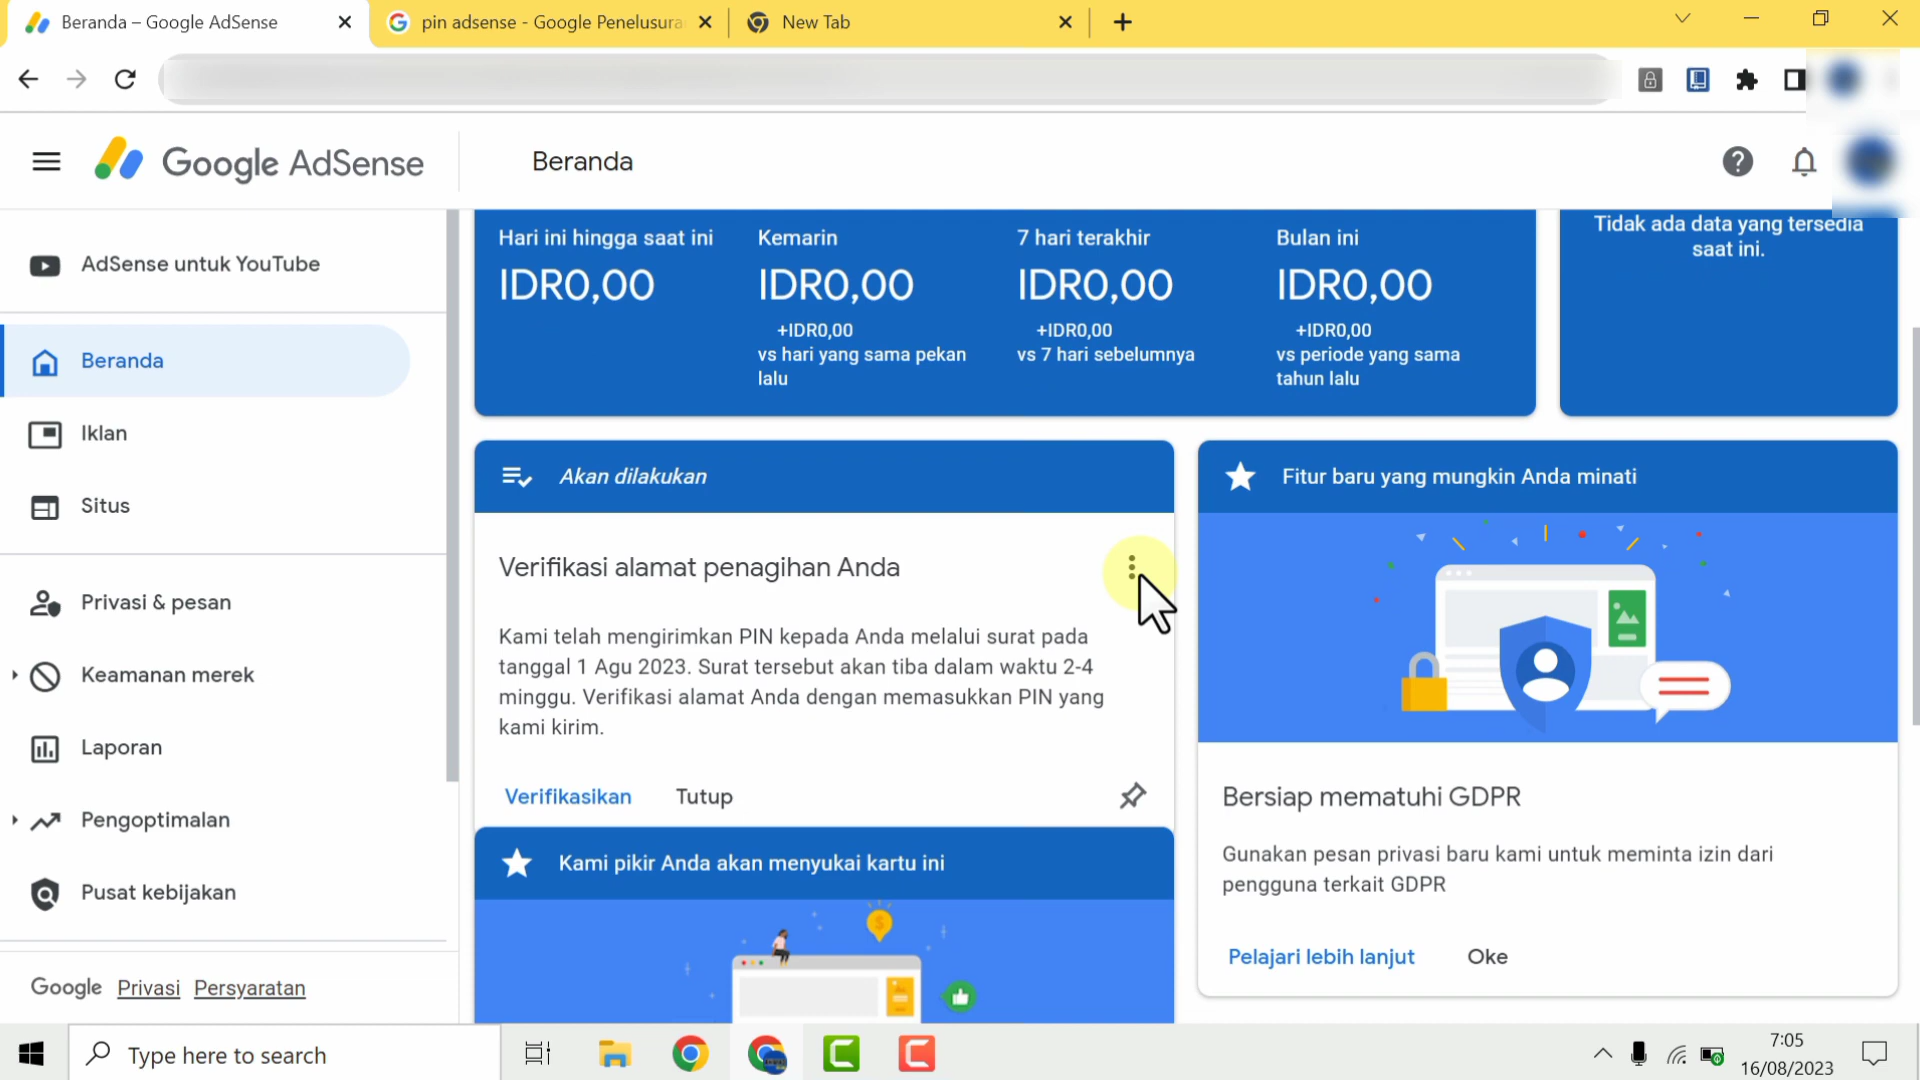 Beranda – Google AdSense
pin adsense - Google Penelusura
New Tab
Google AdSense
Beranda
AdSense untuk YouTube
Beranda
Iklan
Situs
Privasi & pesan
Keamanan merek
Laporan
Pengoptimalan
Pusat kebijakan
Google Privasi Persyaratan
Hari ini hingga saat ini
IDR0,00
Kemarin
IDR0,00
+IDR0,00
vs hari yang sama pekan
lalu
7 hari terakhir
IDR0,00
+IDR0,00
vs 7 hari sebelumnya
Bulan ini
IDR0,00
+IDR0,00
vs periode yang sama
tahun lalu
Tidak ada data yang tersedia
saat ini.
Akan dilakukan
Verifikasi alamat penagihan Anda
Kami telah mengirimkan PIN kepada Anda melalui surat pada
tanggal 1 Agu 2023. Surat tersebut akan tiba dalam waktu 2-4
minggu. Verifikasi alamat Anda dengan memasukkan PIN yang
kami kirim.
Verifikasikan Tutup
Kami pikir Anda akan menyukai kartu ini
Fitur baru yang mungkin Anda minati
Bersiap mematuhi GDPR
Gunakan pesan privasi baru kami untuk meminta izin dari
pengguna terkait GDPR
Pelajari lebih lanjut Oke
Type here to search
7:05
16/08/2023